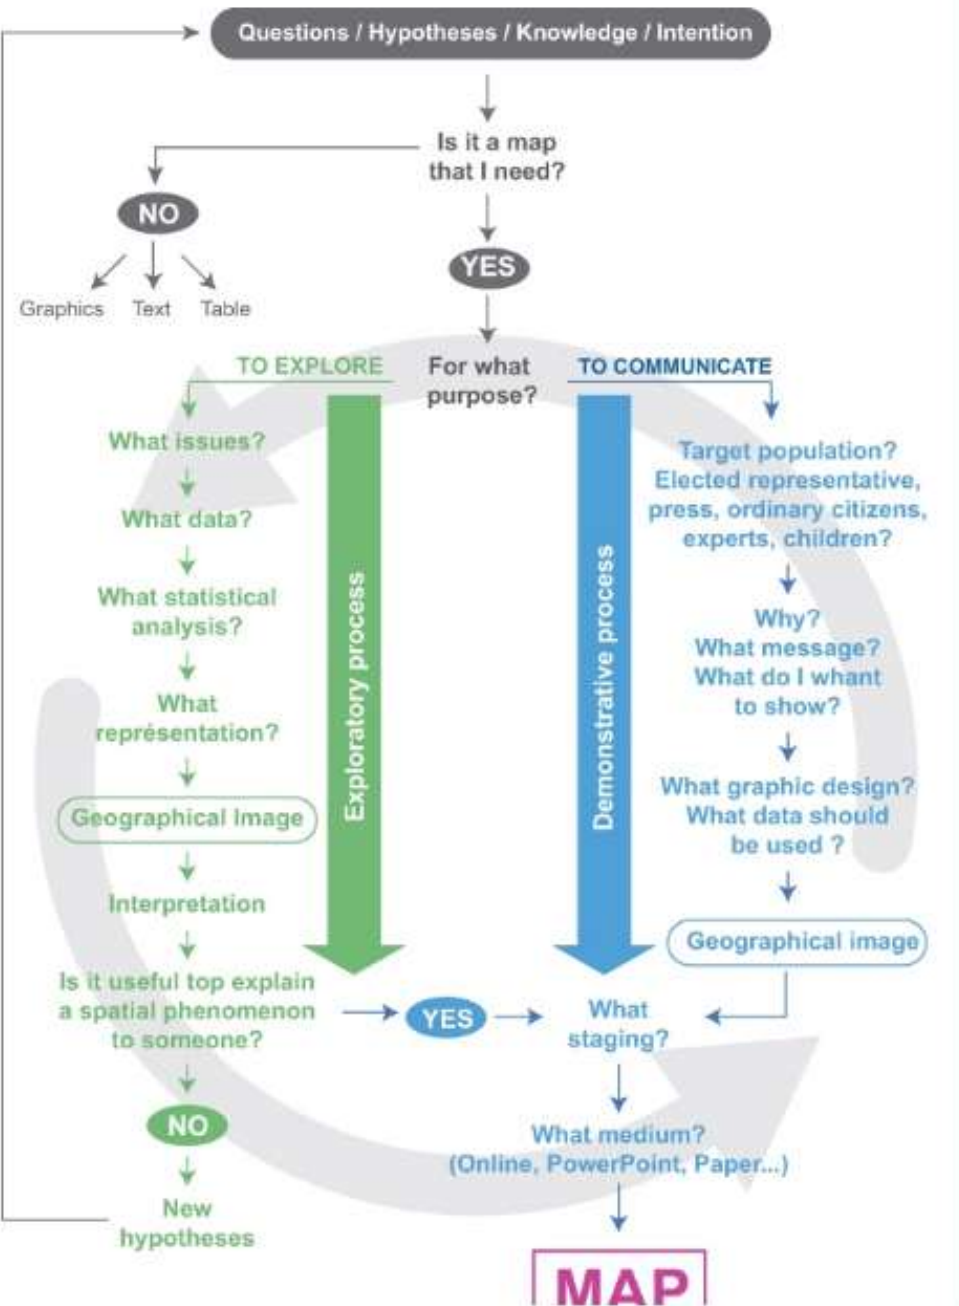 Questions / Hypotheses / Knowledge / Intention
Is it a map
that I need?
NO
YES
Graphics
Text
Table
TO EXPLORE
For what
purpose?
TO COMMUNICATE
What issues?
What data?
What statistical
analysis?
What
représentation?
Geographical Image
Interpretation
Is it useful top explain
a spatial phenomenon
to someone?
NO
New
hypotheses
Exploratory process
Demonstrative process
Target population?
Elected representative,
press, ordinary citizens,
experts, children?
Why?
What message?
What do I whant
to show?
What graphic design?
What data should
be used ?
Geographical image
YES
What
staging?
What medium?
(Online, PowerPoint, Paper...)
MAP